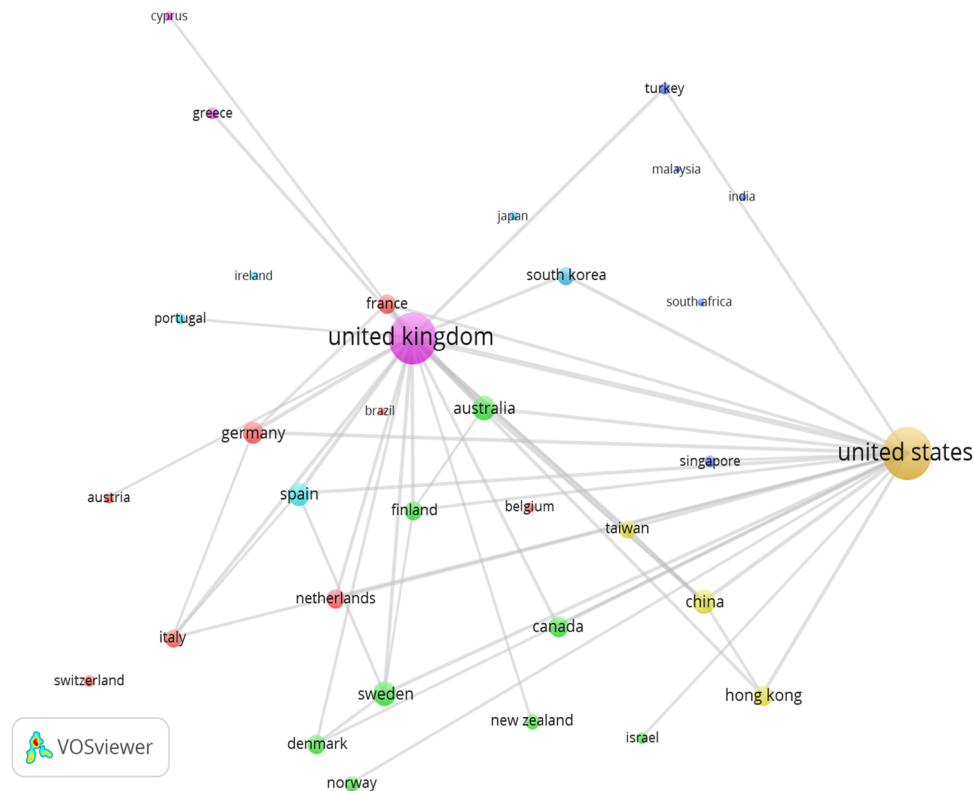 cyprus
turkey
greece
malaysia
india
japan
south korea
ireland
south africa
france
portugal
united kingdom
australia
brazil
germany
united states
singapore
austria
spain
belgium
finland
taiwan
netherlands
china
canada
italy
switzerland
sweden
hong kong
new zealand
israel
denmark
VOSviewer
norway